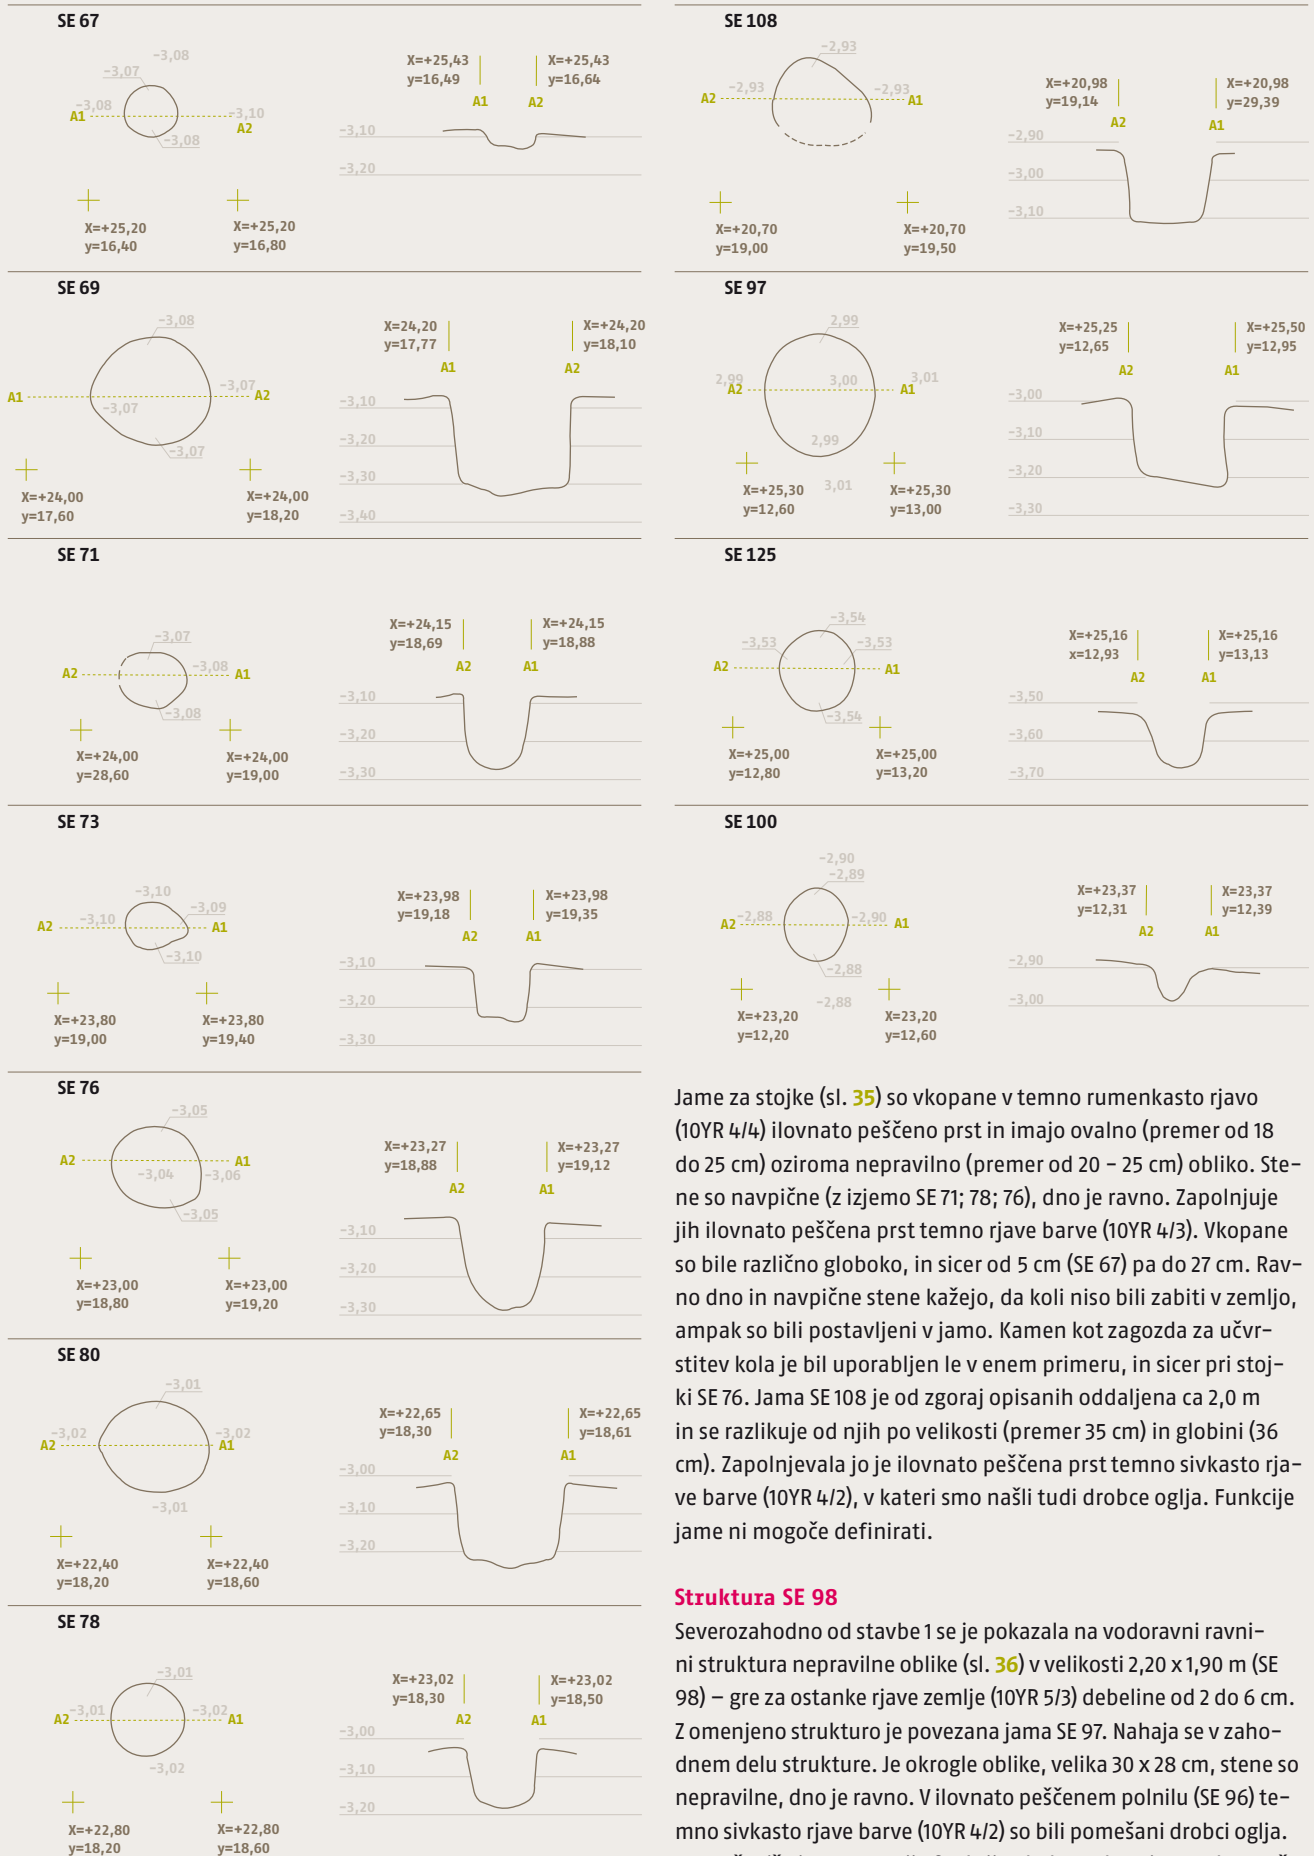 SE 67
-3,08
-3,07
-3,08
A1
-3,10
A2
-3,08
X=+25,20
y=16,40
X=+25,20
y=16,80
X=+25,43
y=16,49
X=+25,43
y=16,64
A1
A2
-3,10
-3,20
SE 69
-3,08
-3,07
A1
A2
-3,07
-3,07
X=+24,00
y=17,60
X=+24,00
y=18,20
X=24,20
y=17,77
X=+24,20
y=18,10
A1
A2
-3,10
-3,20
-3,30
-3,40
SE 71
-3,07
-3,08
A2
A1
-3,08
X=+24,00
y=28,60
X=+24,00
y=19,00
X=+24,15
y=18,69
X=+24,15
y=18,88
A2
A1
-3,10
-3,20
-3,30
SE 73
-3,10
-3,09
-3,10
A2
A1
-3,10
X=+23,80
y=19,00
X=+23,80
y=19,40
X=+23,98
y=19,18
X=+23,98
y=19,35
A2
A1
-3,10
-3,20
-3,30
SE 76
-3,05
A2
A1
-3,04
-3,06
-3,05
X=+23,00
y=18,80
X=+23,00
y=19,20
X=+23,27
y=18,88
X=+23,27
y=19,12
A2
A1
-3,10
-3,20
-3,30
SE 80
-3,01
-3,02
-3,02
A2
A1
-3,01
X=+22,40
y=18,20
X=+22,40
y=18,60
X=+22,65
y=18,30
X=+22,65
y=18,61
A2
A1
-3,00
-3,10
-3,20
SE 78
-3,01
-3,01
-3,02
A2
A1
-3,02
X=+22,80
y=18,20
X=+22,80
y=18,60
X=+23,02
y=18,30
X=+23,02
y=18,50
A2
A1
-3,00
-3,10
-3,20
SE 108
-2,93
-2,93
-2,93
A2
A1
X=+20,70
y=19,00
X=+20,70
y=19,50
X=+20,98
y=19,14
X=+20,98
y=29,39
A2
A1
-2,90
-3,00
-3,10
SE 97
2,99
2,99
3,00
3,01
A2
A1
2,99
3,01
X=+25,30
y=12,60
X=+25,30
y=13,00
X=+25,25
y=12,65
X=+25,50
y=12,95
A2
A1
-3,00
-3,10
-3,20
-3,30
SE 125
-3,54
-3,53
-3,53
A2
A1
-3,54
X=+25,00
y=12,80
X=+25,00
y=13,20
X=+25,16
x=12,93
X=+25,16
y=13,13
A2
A1
-3,50
-3,60
-3,70
SE 100
-2,90
-2,89
-2,88
-2,90
A2
A1
-2,88
-2,88
X=+23,20
y=12,20
X=23,20
y=12,60
X=+23,37
y=12,31
X=23,37
y=12,39
A2
A1
-2,90
-3,00
Jame za stojke (sl. 35) so vkopane v temno rumenkasto rjavo
(10YR 4/4) ilovnato peščeno prst in imajo ovalno (premer od 18
do 25 cm) oziroma nepravilno (premer od 20 – 25 cm) obliko. Ste-
ne so navpične (z izjemo SE 71; 78; 76), dno je ravno. Zapolnjuje
jih ilovnato peščena prst temno rjave barve (10YR 4/3). Vkopane
so bile različno globoko, in sicer od 5 cm (SE 67) pa do 27 cm. Rav-
no dno in navpične stene kažejo, da koli niso bili zabiti v zemljo,
ampak so bili postavljeni v jamo. Kamen kot zagozda za učvr-
stitev kola je bil uporabljen le v enem primeru, in sicer pri stoj-
ki SE 76. Jama SE 108 je od zgoraj opisanih oddaljena ca 2,0 m
in se razlikuje od njih po velikosti (premer 35 cm) in globini (36
cm). Zapolnjevala jo je ilovnato peščena prst temno sivkasto rja-
ve barve (10YR 4/2), v kateri smo našli tudi drobce oglja. Funkcije
jame ni mogoče definirati.
Struktura SE 98
Severozahodno od stavbe 1 se je pokazala na vodoravni ravni-
ni struktura nepravilne oblike (sl. 36) v velikosti 2,20 x 1,90 m (SE
98) – gre za ostanke rjave zemlje (10YR 5/3) debeline od 2 do 6 cm.
Z omenjeno strukturo je povezana jama SE 97. Nahaja se v zaho-
dnem delu strukture. Je okrogle oblike, velika 30 x 28 cm, stene so
nepravilne, dno je ravno. V ilovnato peščenem polnilu (SE 96) te-
mno sivkasto rjave barve (10YR 4/2) so bili pomešani drobci oglja.